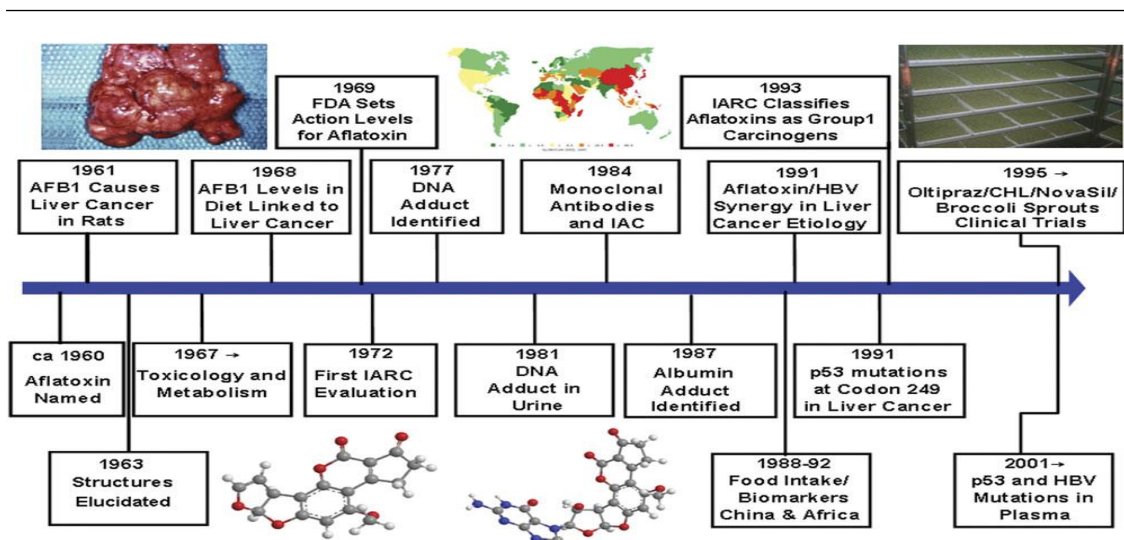 1969
FDA Sets
Action Levels
for Aflatoxin
1993
IARC Classifies
Aflatoxins as Group1
Carcinogens
1961
AFB1 Causes
Liver Cancer
in Rats
1968
AFB1 Levels in
Diet Linked to
Liver Cancer
1977
DNA
Adduct
Identified
1984
Monoclonal
Antibodies
and IAC
1991
Aflatoxin/HBV
Synergy in Liver
Cancer Etiology
1995 →
Oltipraz/CHL/NovaSil/
Broccoli Sprouts
Clinical Trials
ca 1960
Aflatoxin
Named
1967 →
Toxicology and
Metabolism
1972
First IARC
Evaluation
1981
DNA
Adduct in
Urine
1987
Albumin
Adduct
Identified
1991
p53 mutations
at Codon 249
in Liver Cancer
1963
Structures
Elucidated
1988-92
Food Intake/
Biomarkers
China & Africa
2001→
p53 and HBV
Mutations in
Plasma